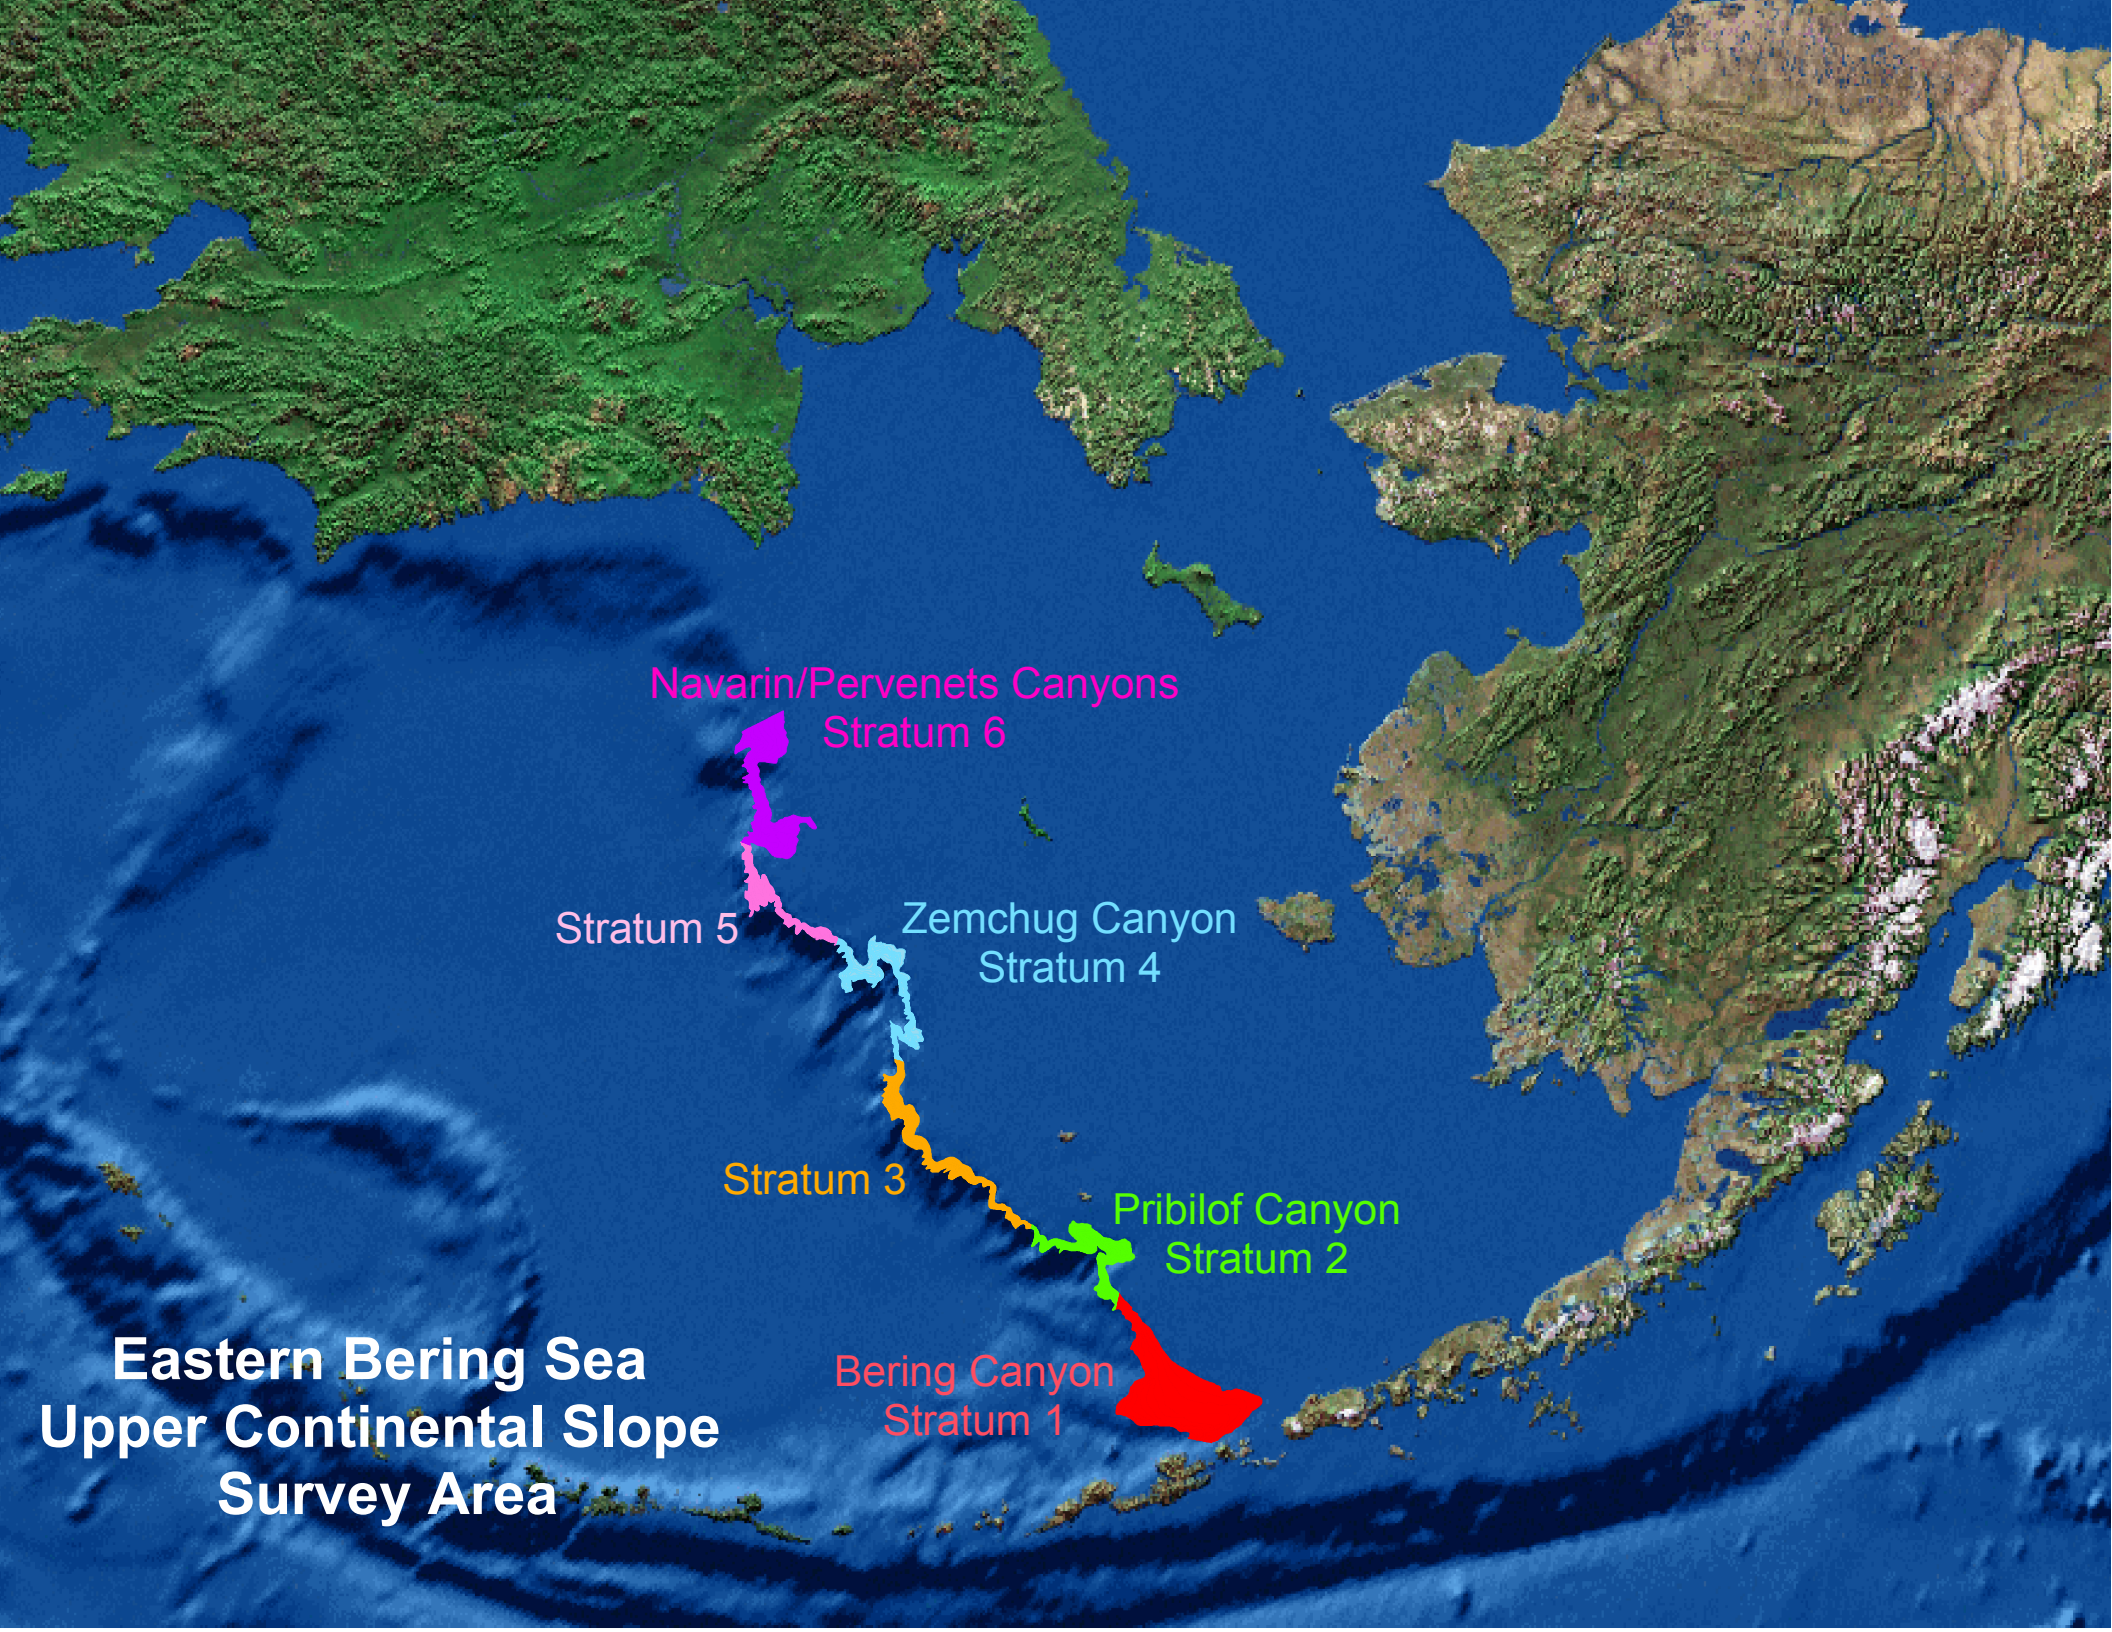 Navarin/Pervenets Canyons
Stratum 6
Stratum 5
Zemchug Canyon
Stratum 4
Stratum 3
Pribilof Canyon
Stratum 2
Bering Canyon
Stratum 1
Eastern Bering Sea
Upper Continental Slope
Survey Area